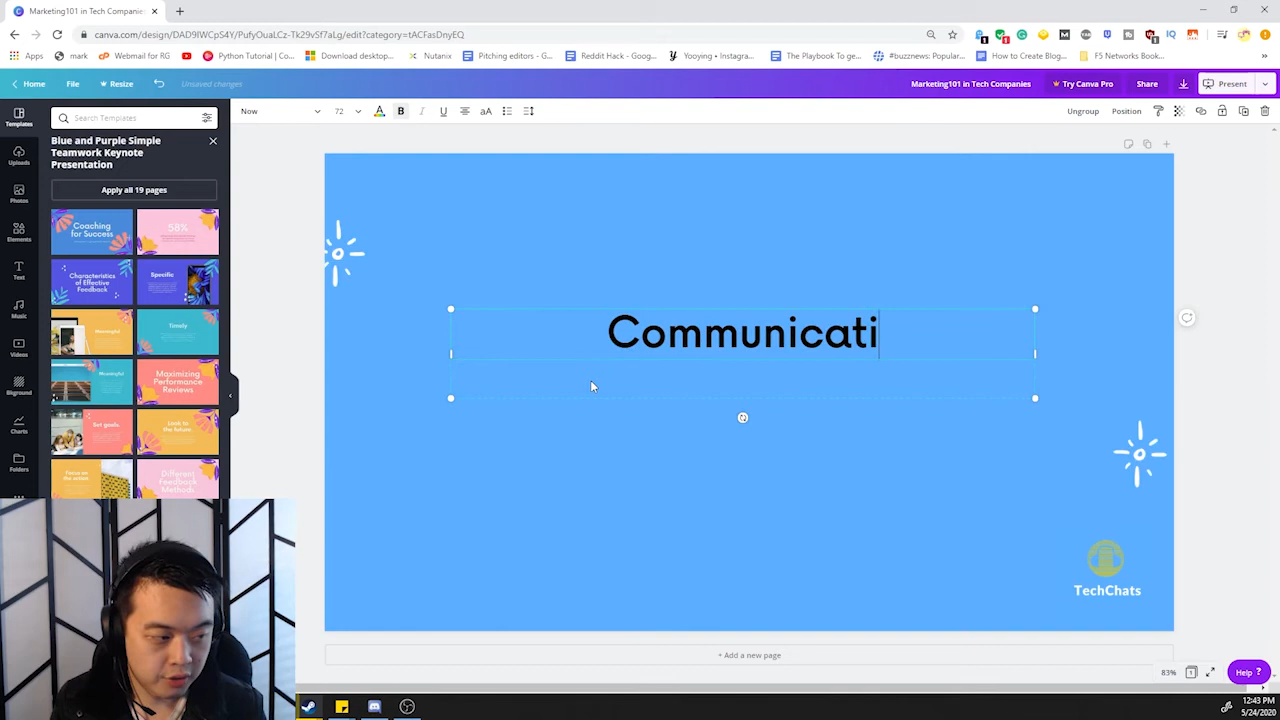 Marketing101 in Tech Companies
canva.com/design/DAD9IWCpS4Y/PufyOuaLCz-Tk29vSf7aLg/edit?category=tACFasDnyEQ
Apps
mark
Webmail for RG
Python Tutorial | Co...
Download desktop...
Nutanix
Pitching editors - G...
Reddit Hack - Goog...
Yooying • Instagra...
The Playbook To ge...
#buzznews: Popular...
How to Create Blog...
F5 Networks Book...
Home
File
Resize
Unsaved changes
Marketing101 in Tech Companies
Try Canva Pro
Share
Present
Now
72
A
B
I
U
aA
Ungroup
Position
Templates
Search Templates
Blue and Purple Simple
Teamwork Keynote
Presentation
Apply all 19 pages
Uploads
Photos
Elements
Text
Music
Videos
Bkground
Charts
Folders
Coaching
for Success
58%
Characteristics
of Effective
Feedback
Specific
Meaningful
Timely
Meaningful
Maximizing
Performance
Reviews
Set goals.
Look to
the future.
Focus on
the action
Different
Feedback
Methods
Communicati
TechChats
+ Add a new page
83%
1
Help ?
12:43 PM
5/24/2020